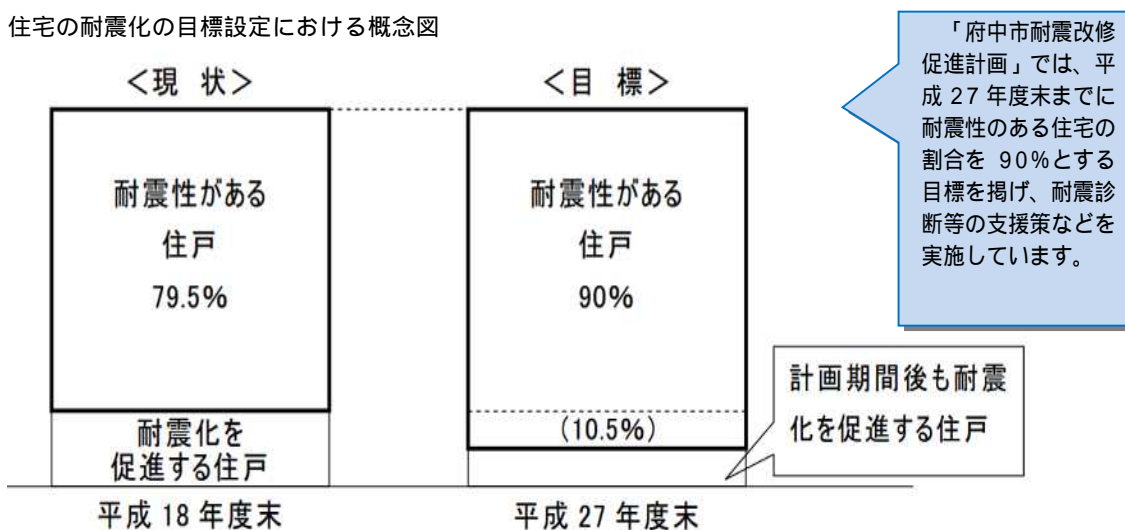 住宅の耐震化の目標設定における概念図
＜現 状＞
＜目 標＞
「府中市耐震改修
促進計画」では、平
成 27 年度末までに
耐震性のある住宅の
割合を 90％とする
目標を掲げ、耐震診
断等の支援策などを
実施しています。
耐震性がある
住戸
79.5%
耐震性がある
住戸
90%
耐震化を
促進する住戸
(10.5%)
計画期間後も耐震
化を促進する住戸
平成 18 年度末
平成 27 年度末